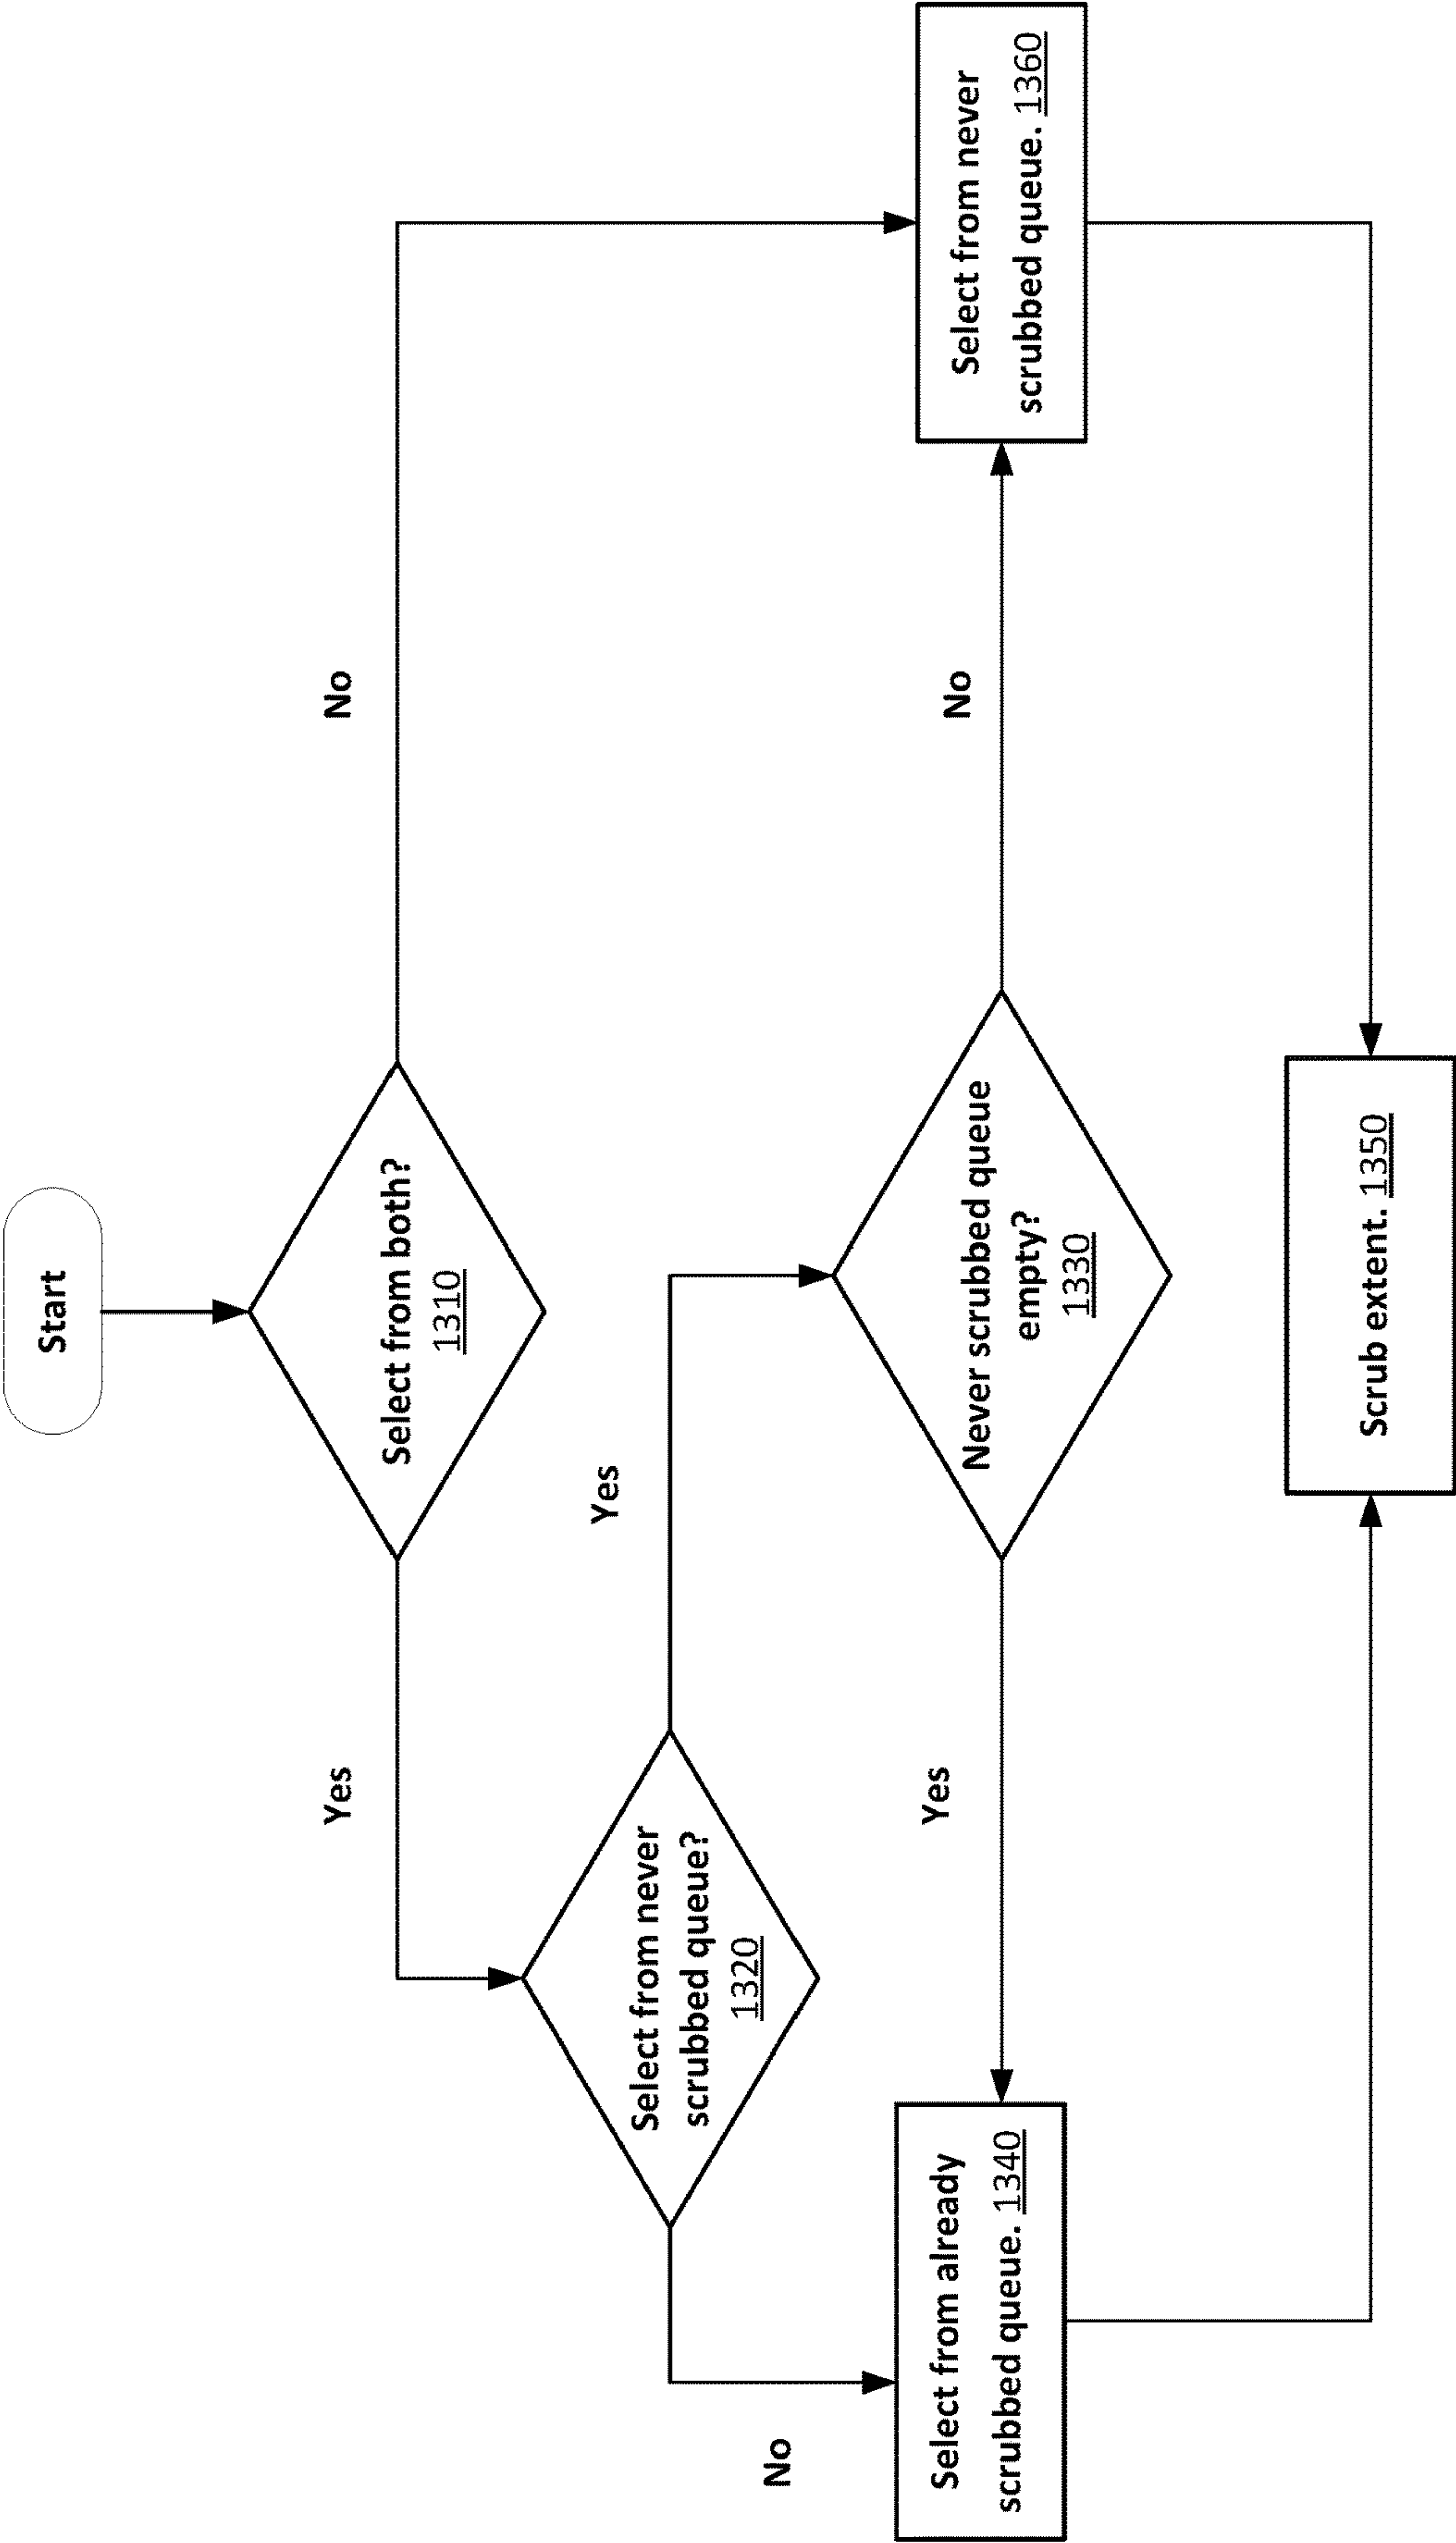 Start
Select from both?
1310
Yes
No
Select from never
scrubbed queue?
1320
Yes
No
Never scrubbed queue
empty?
1330
Yes
No
Select from already
scrubbed queue. 1340
Select from never
scrubbed queue. 1360
Scrub extent. 1350